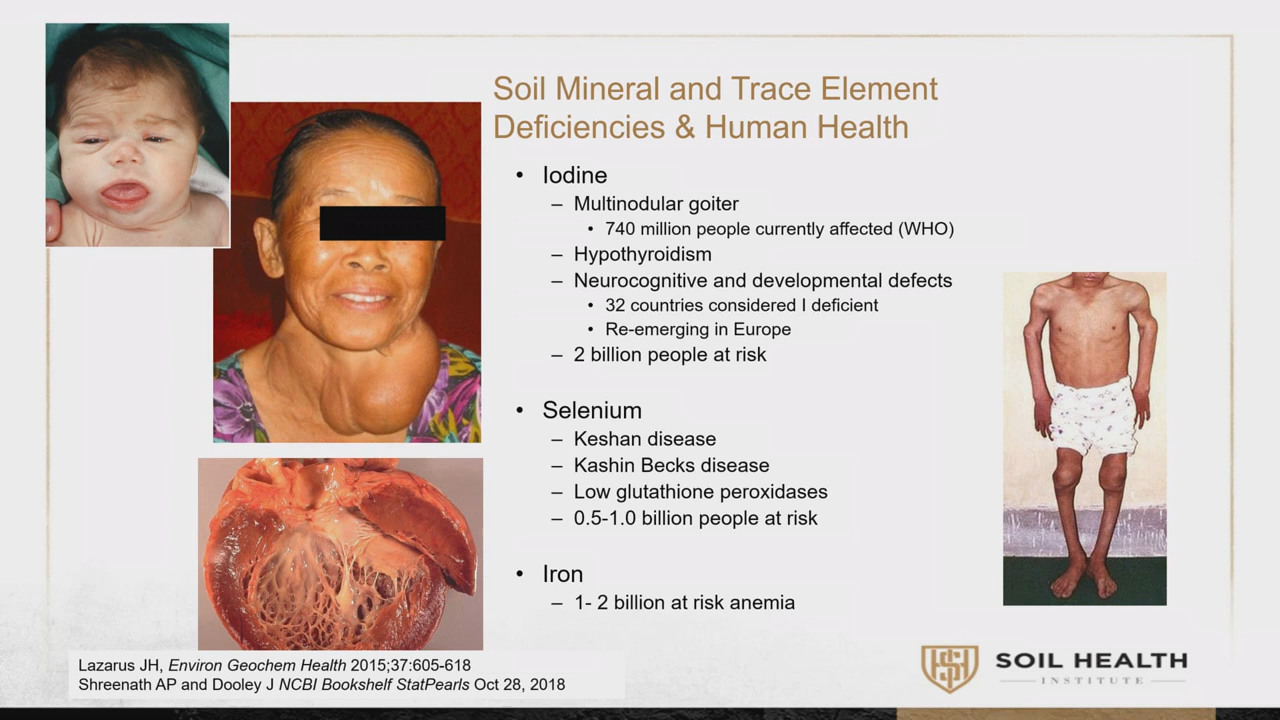 Soil Mineral and Trace Element
Deficiencies & Human Health
• Iodine
– Multinodular goiter
• 740 million people currently affected (WHO)
– Hypothyroidism
– Neurocognitive and developmental defects
• 32 countries considered I deficient
• Re-emerging in Europe
– 2 billion people at risk
• Selenium
– Keshan disease
– Kashin Becks disease
– Low glutathione peroxidases
– 0.5-1.0 billion people at risk
• Iron
– 1- 2 billion at risk anemia
Lazarus JH, Environ Geochem Health 2015;37:605-618
Shreenath AP and Dooley J NCBI Bookshelf StatPearls Oct 28, 2018
SOIL HEALTH
INSTITUTE